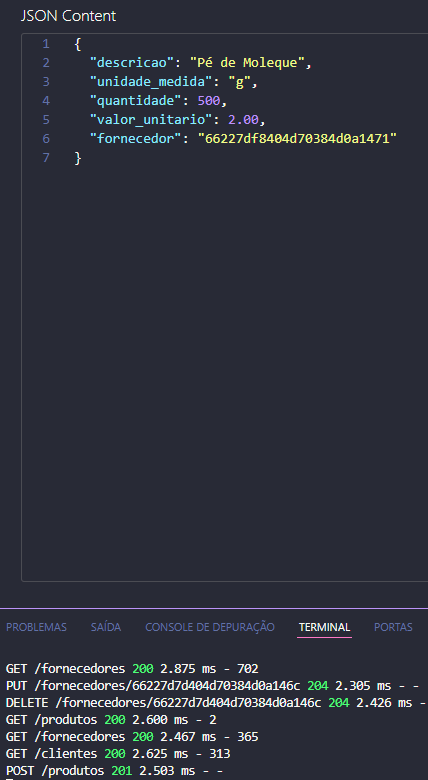 JSON Content
1 {
2 "descricao": "Pé de Moleque",
3 "unidade_medida": "g",
4 "quantidade": 500,
5 "valor_unitario": 2.00,
6 "fornecedor": "66227df8404d70384d0a1471"
7 }
PROBLEMAS SAÍDA CONSOLE DE DEPURAÇÃO TERMINAL PORTAS
GET /fornecedores 200 2.875 ms - 702
PUT /fornecedores/66227d7d404d70384d0a146c 204 2.305 ms - -
DELETE /fornecedores/66227d7d404d70384d0a146c 204 2.426 ms -
GET /produtos 200 2.600 ms - 2
GET /fornecedores 200 2.467 ms - 365
GET /clientes 200 2.625 ms - 313
POST /produtos 201 2.503 ms - -